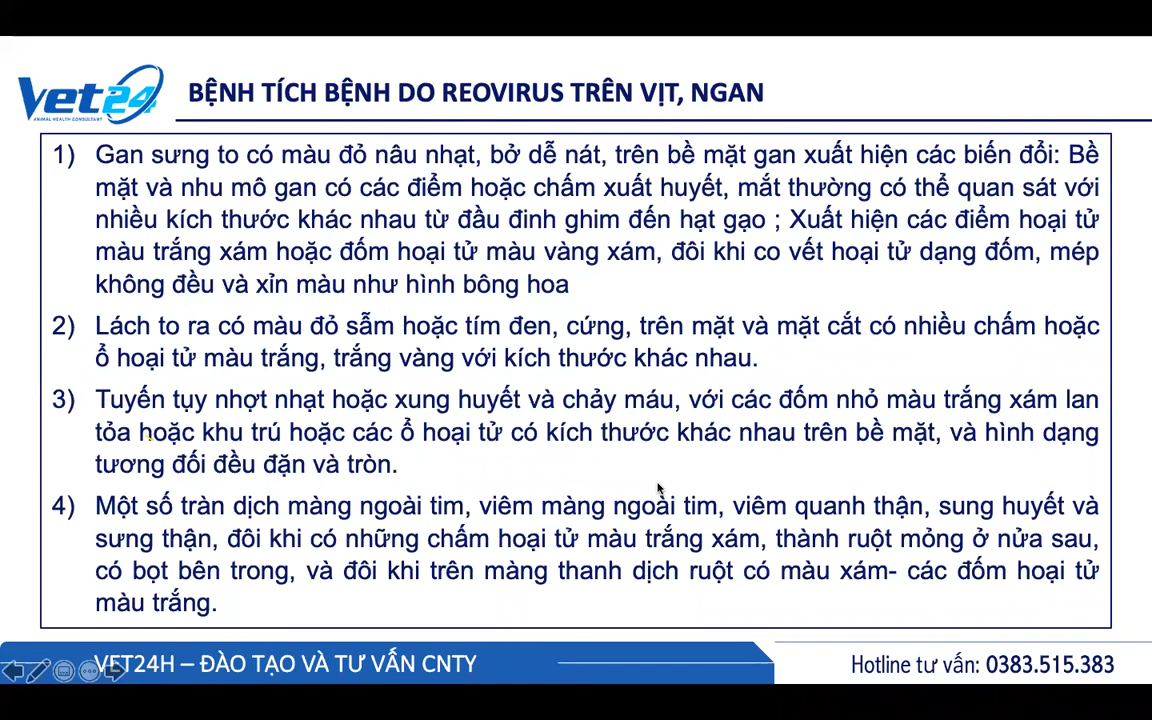 Vet24
ANIMAL HEALTH CONSULTANT
BỆNH TÍCH BỆNH DO REOVIRUS TRÊN VỊT, NGAN
1) Gan sưng to có màu đỏ nâu nhạt, bở dễ nát, trên bề mặt gan xuất hiện các biến đổi: Bề
mặt và nhu mô gan có các điểm hoặc chấm xuất huyết, mắt thường có thể quan sát với
nhiều kích thước khác nhau từ đầu đinh ghim đến hạt gạo ; Xuất hiện các điểm hoại tử
màu trắng xám hoặc đốm hoại tử màu vàng xám, đôi khi co vết hoại tử dạng đốm, mép
không đều và xỉn màu như hình bông hoa
2) Lách to ra có màu đỏ sẫm hoặc tím đen, cứng, trên mặt và mặt cắt có nhiều chấm hoặc
ổ hoại tử màu trắng, trắng vàng với kích thước khác nhau.
3) Tuyến tụy nhợt nhạt hoặc xung huyết và chảy máu, với các đốm nhỏ màu trắng xám lan
tỏa hoặc khu trú hoặc các ổ hoại tử có kích thước khác nhau trên bề mặt, và hình dạng
tương đối đều đặn và tròn.
4) Một số tràn dịch màng ngoài tim, viêm màng ngoài tim, viêm quanh thận, sung huyết và
sưng thận, đôi khi có những chấm hoại tử màu trắng xám, thành ruột mỏng ở nửa sau,
có bọt bên trong, và đôi khi trên màng thanh dịch ruột có màu xám- các đốm hoại tử
màu trắng.
VET24H – ĐÀO TẠO VÀ TƯ VẤN CNTY
Hotline tư vấn: 0383.515.383